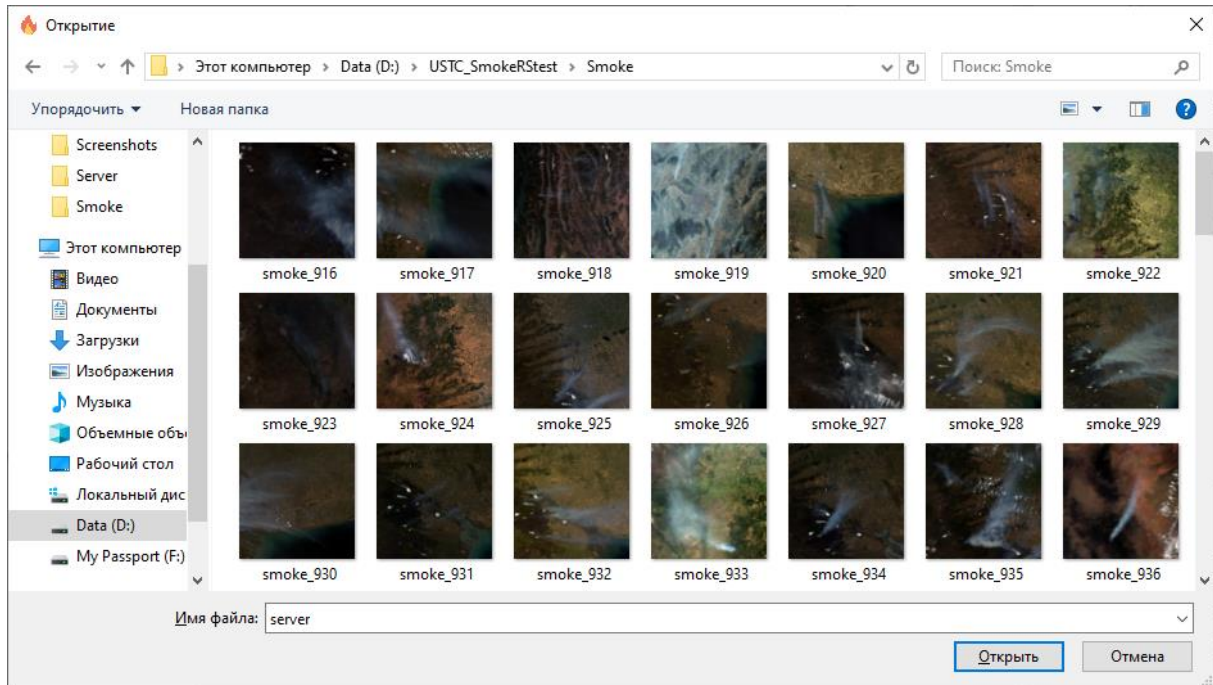 Открытие
Этот компьютер > Data (D:) > USTC_SmokeRStest > Smoke
Поиск: Smoke
Упорядочить
Новая папка
Screenshots
Server
Smoke
Этот компьютер
Видео
Документы
Загрузки
Изображения
Музыка
Объемные объ
Рабочий стол
Локальный дис
Data (D:)
My Passport (F:)
smoke_916 smoke_917 smoke_918 smoke_919 smoke_920 smoke_921 smoke_922
smoke_923 smoke_924 smoke_925 smoke_926 smoke_927 smoke_928 smoke_929
smoke_930 smoke_931 smoke_932 smoke_933 smoke_934 smoke_935 smoke_936
Имя файла: server
Открыть Отмена